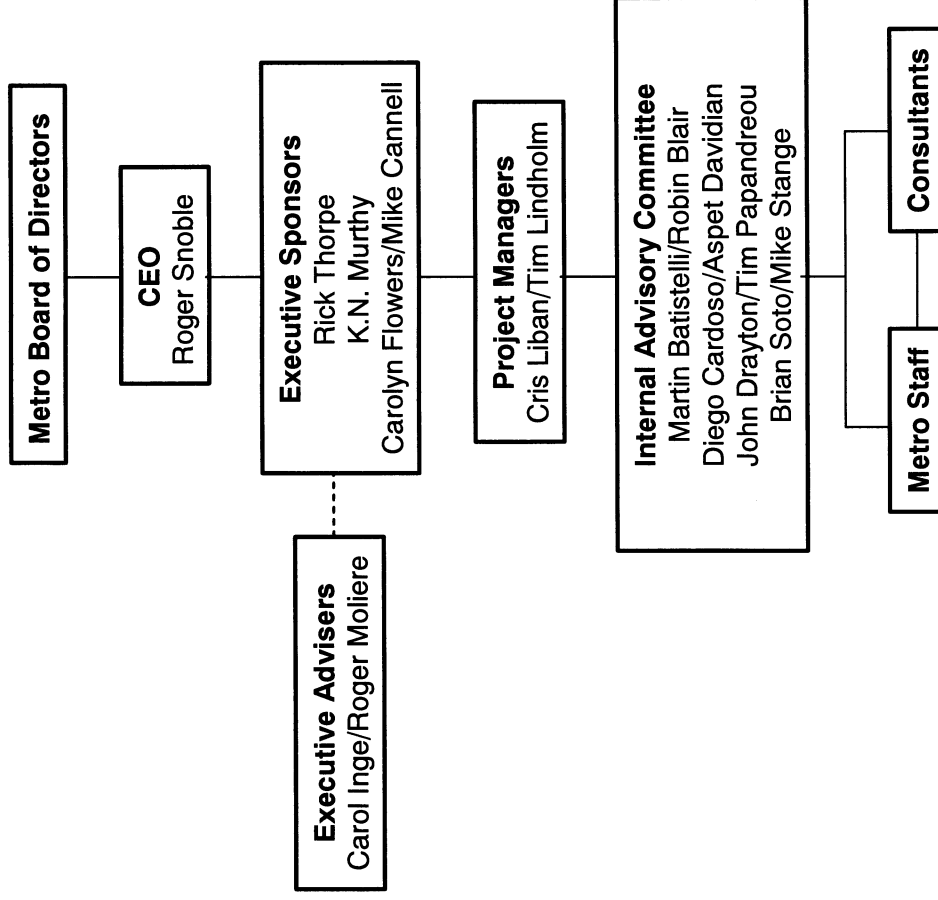 Metro Board of Directors
CEO
Roger Snoble
Executive Sponsors
Rick Thorpe
K.N. Murthy
Carolyn Flowers/Mike Cannell
Executive Advisers
Carol Inge/Roger Moliere
Project Managers
Cris Liban/Tim Lindholm
Internal Advisory Committee
Martin Batistelli/Robin Blair
Diego Cardoso/Aspet Davidian
John Drayton/Tim Papandreou
Brian Soto/Mike Stange
Metro Staff
Consultants